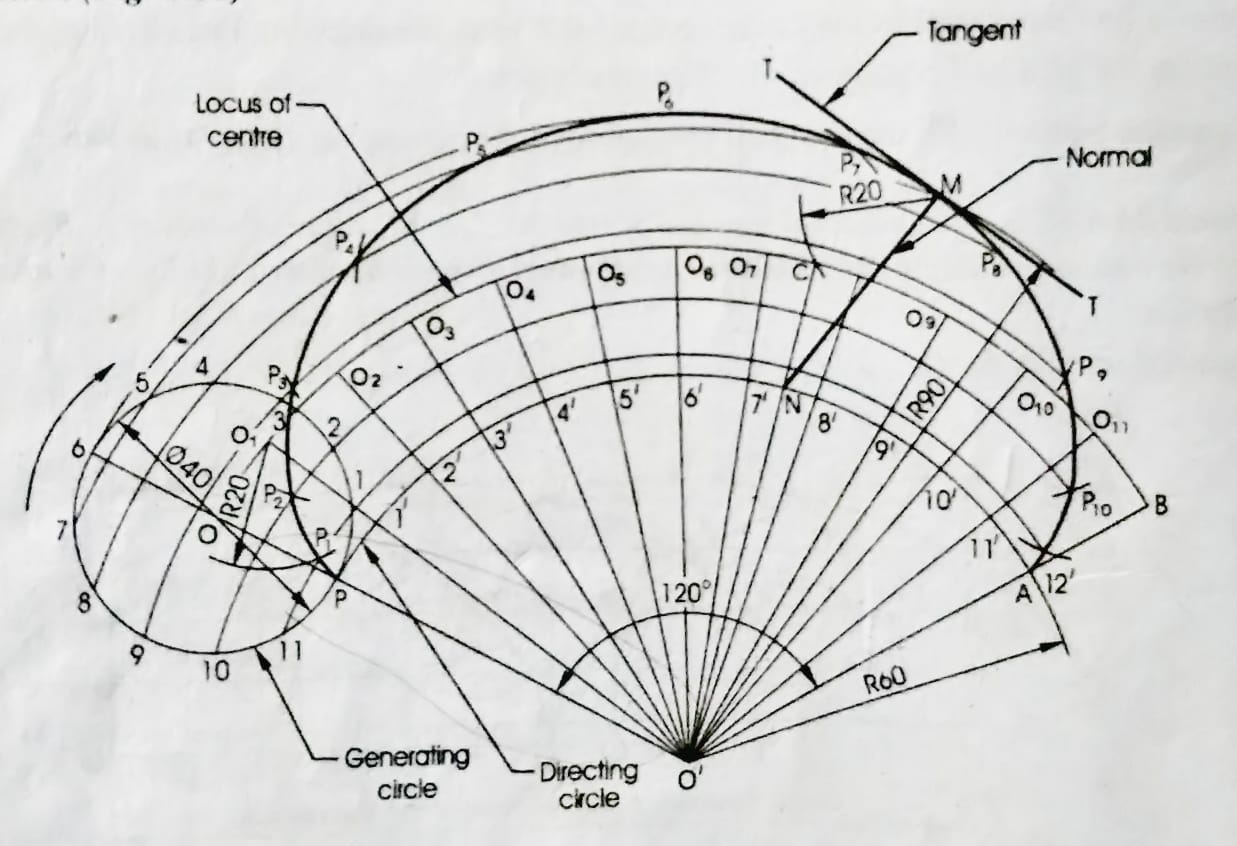 Tangent
T
P6
Locus of
centre
P5
Normal
P7
M
R20
P4
P8
O5
O6
O7
C
O4
T
O3
O9
5
4
P3
O2
P9
3
2
O1
6
4'
5'
6'
7'
N
8'
R90
O10
O11
3'
9'
Ø40
R20
P2
1
2'
1'
10'
P10
B
7
O
P1
11'
P
120°
A
12'
8
9
10
11
R60
Generating
circle
Directing
circle
O'